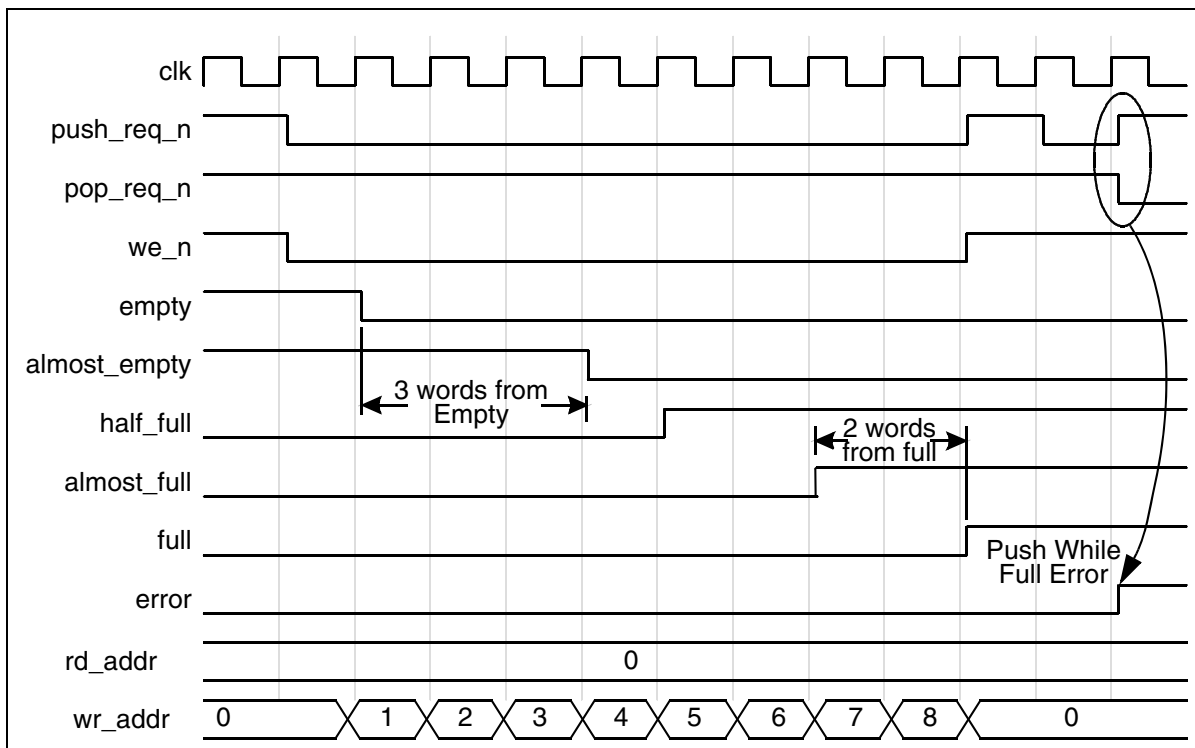 clk
push_req_n
pop_req_n
we_n
empty
almost_empty
3 words from
Empty
half_full
2 words
from full
almost_full
full
Push While
Full Error
error
rd_addr
0
wr_addr
0 1 2 3 4 5 6 7 8 0